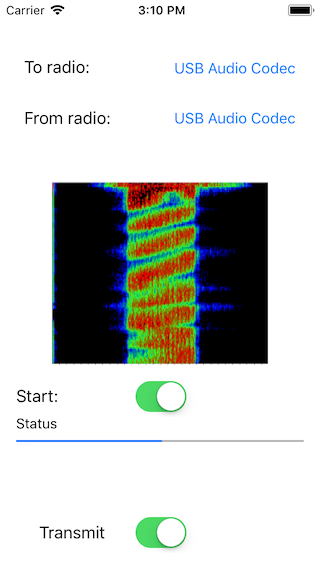 Carrier 3:10 PM
To radio: USB Audio Codec
From radio: USB Audio Codec
Start:
Status
Transmit